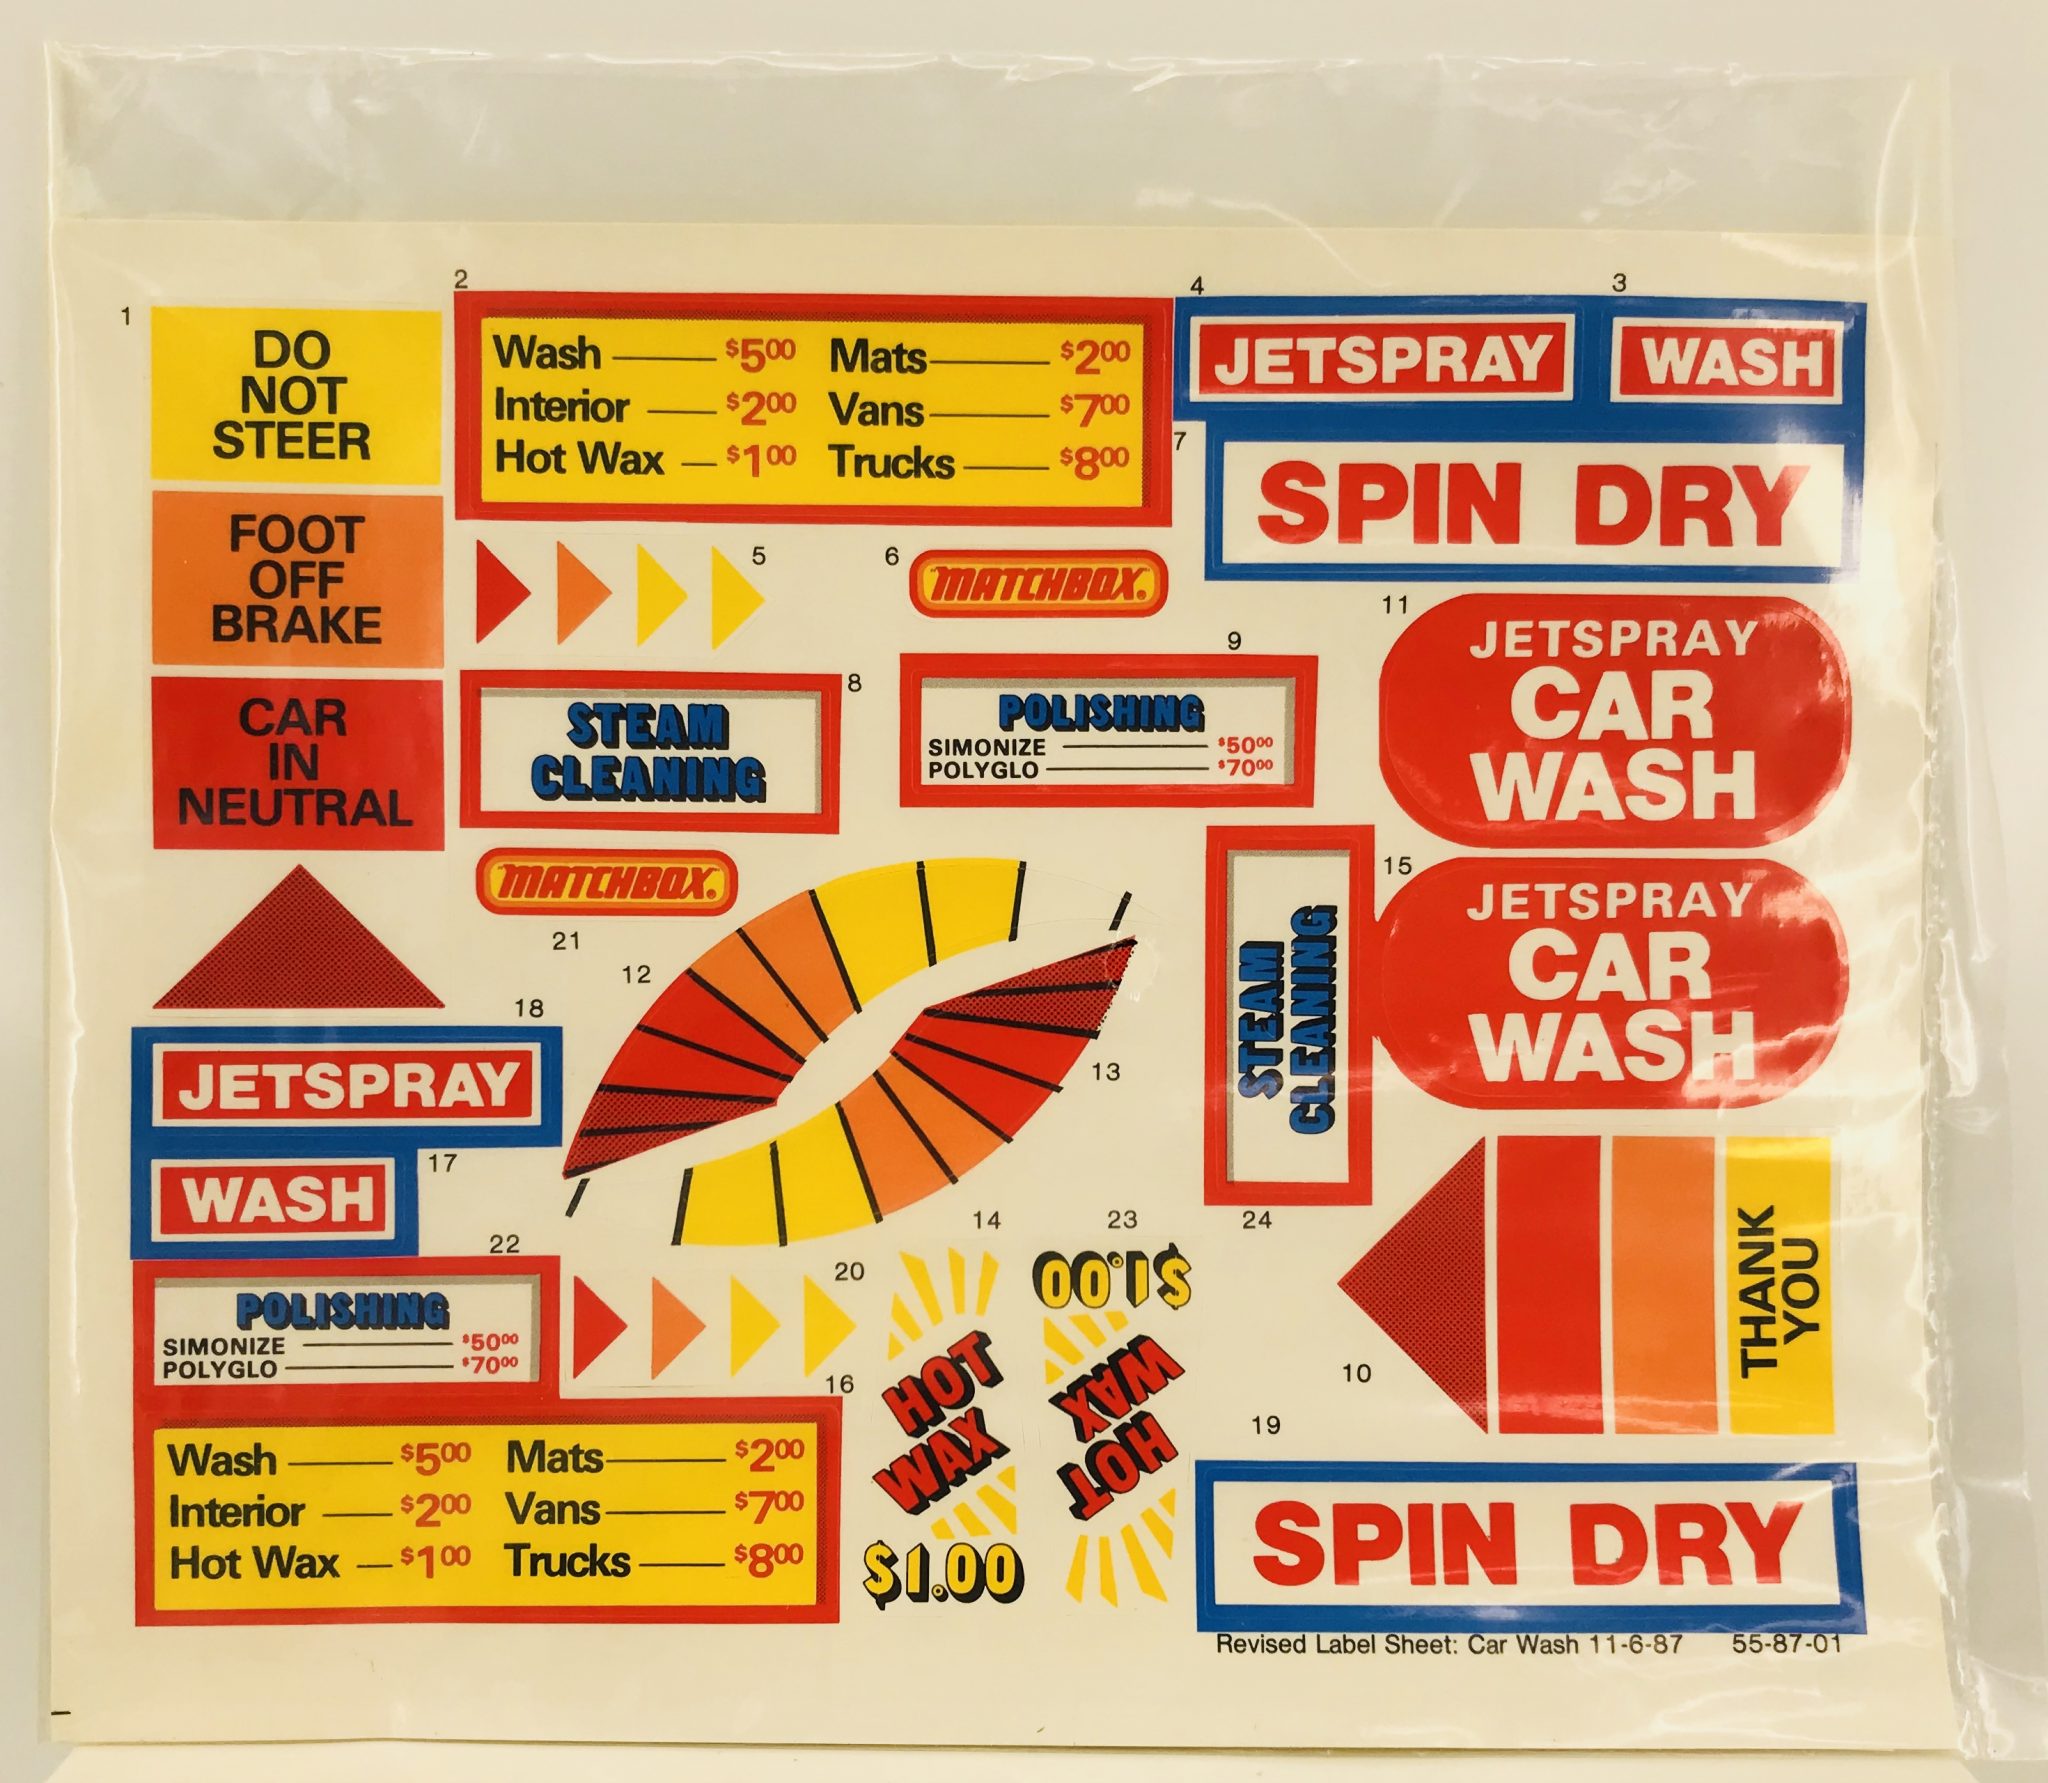 1
DO
NOT
STEER
FOOT
OFF
BRAKE
CAR
IN
NEUTRAL
2
Wash $5.00 Mats $2.00
Interior $2.00 Vans $7.00
Hot Wax $1.00 Trucks $8.00
4
JETSPRAY
3
WASH
7
SPIN DRY
5
6
"MATCHBOX"®
8
STEAM
CLEANING
9
POLISHING
SIMONIZE $50.00
POLYGLO $70.00
11
JETSPRAY
CAR
WASH
"MATCHBOX"®
21
12
13
24
STEAM
CLEANING
15
JETSPRAY
CAR
WASH
18
JETSPRAY
17
WASH
22
POLISHING
SIMONIZE $50.00
POLYGLO $70.00
20
14
HOT
WAX
$1.00
23
HOT
WAX
$1.00
10
THANK
YOU
16
Wash $5.00 Mats $2.00
Interior $2.00 Vans $7.00
Hot Wax $1.00 Trucks $8.00
19
SPIN DRY
Revised Label Sheet: Car Wash 11-6-87 55-87-01